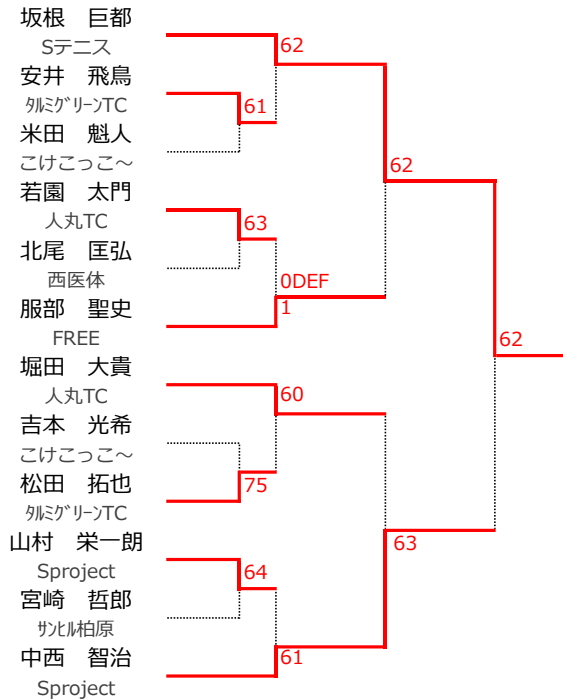 坂根　巨都
Sテニス
62
安井　飛鳥
ﾀﾙﾐｸﾞﾘｰﾝTC
61
米田　魁人
こけこっこ～
62
若園　太門
人丸TC
63
北尾　匡弘
西医体
0DEF
服部　聖史
1
FREE
62
堀田　大貴
人丸TC
60
吉本　光希
こけこっこ～
松田　拓也
75
ﾀﾙﾐｸﾞﾘｰﾝTC
山村　栄一朗
63
Sproject
64
宮崎　哲郎
ｻﾝﾋﾙ柏原
中西　智治
61
Sproject